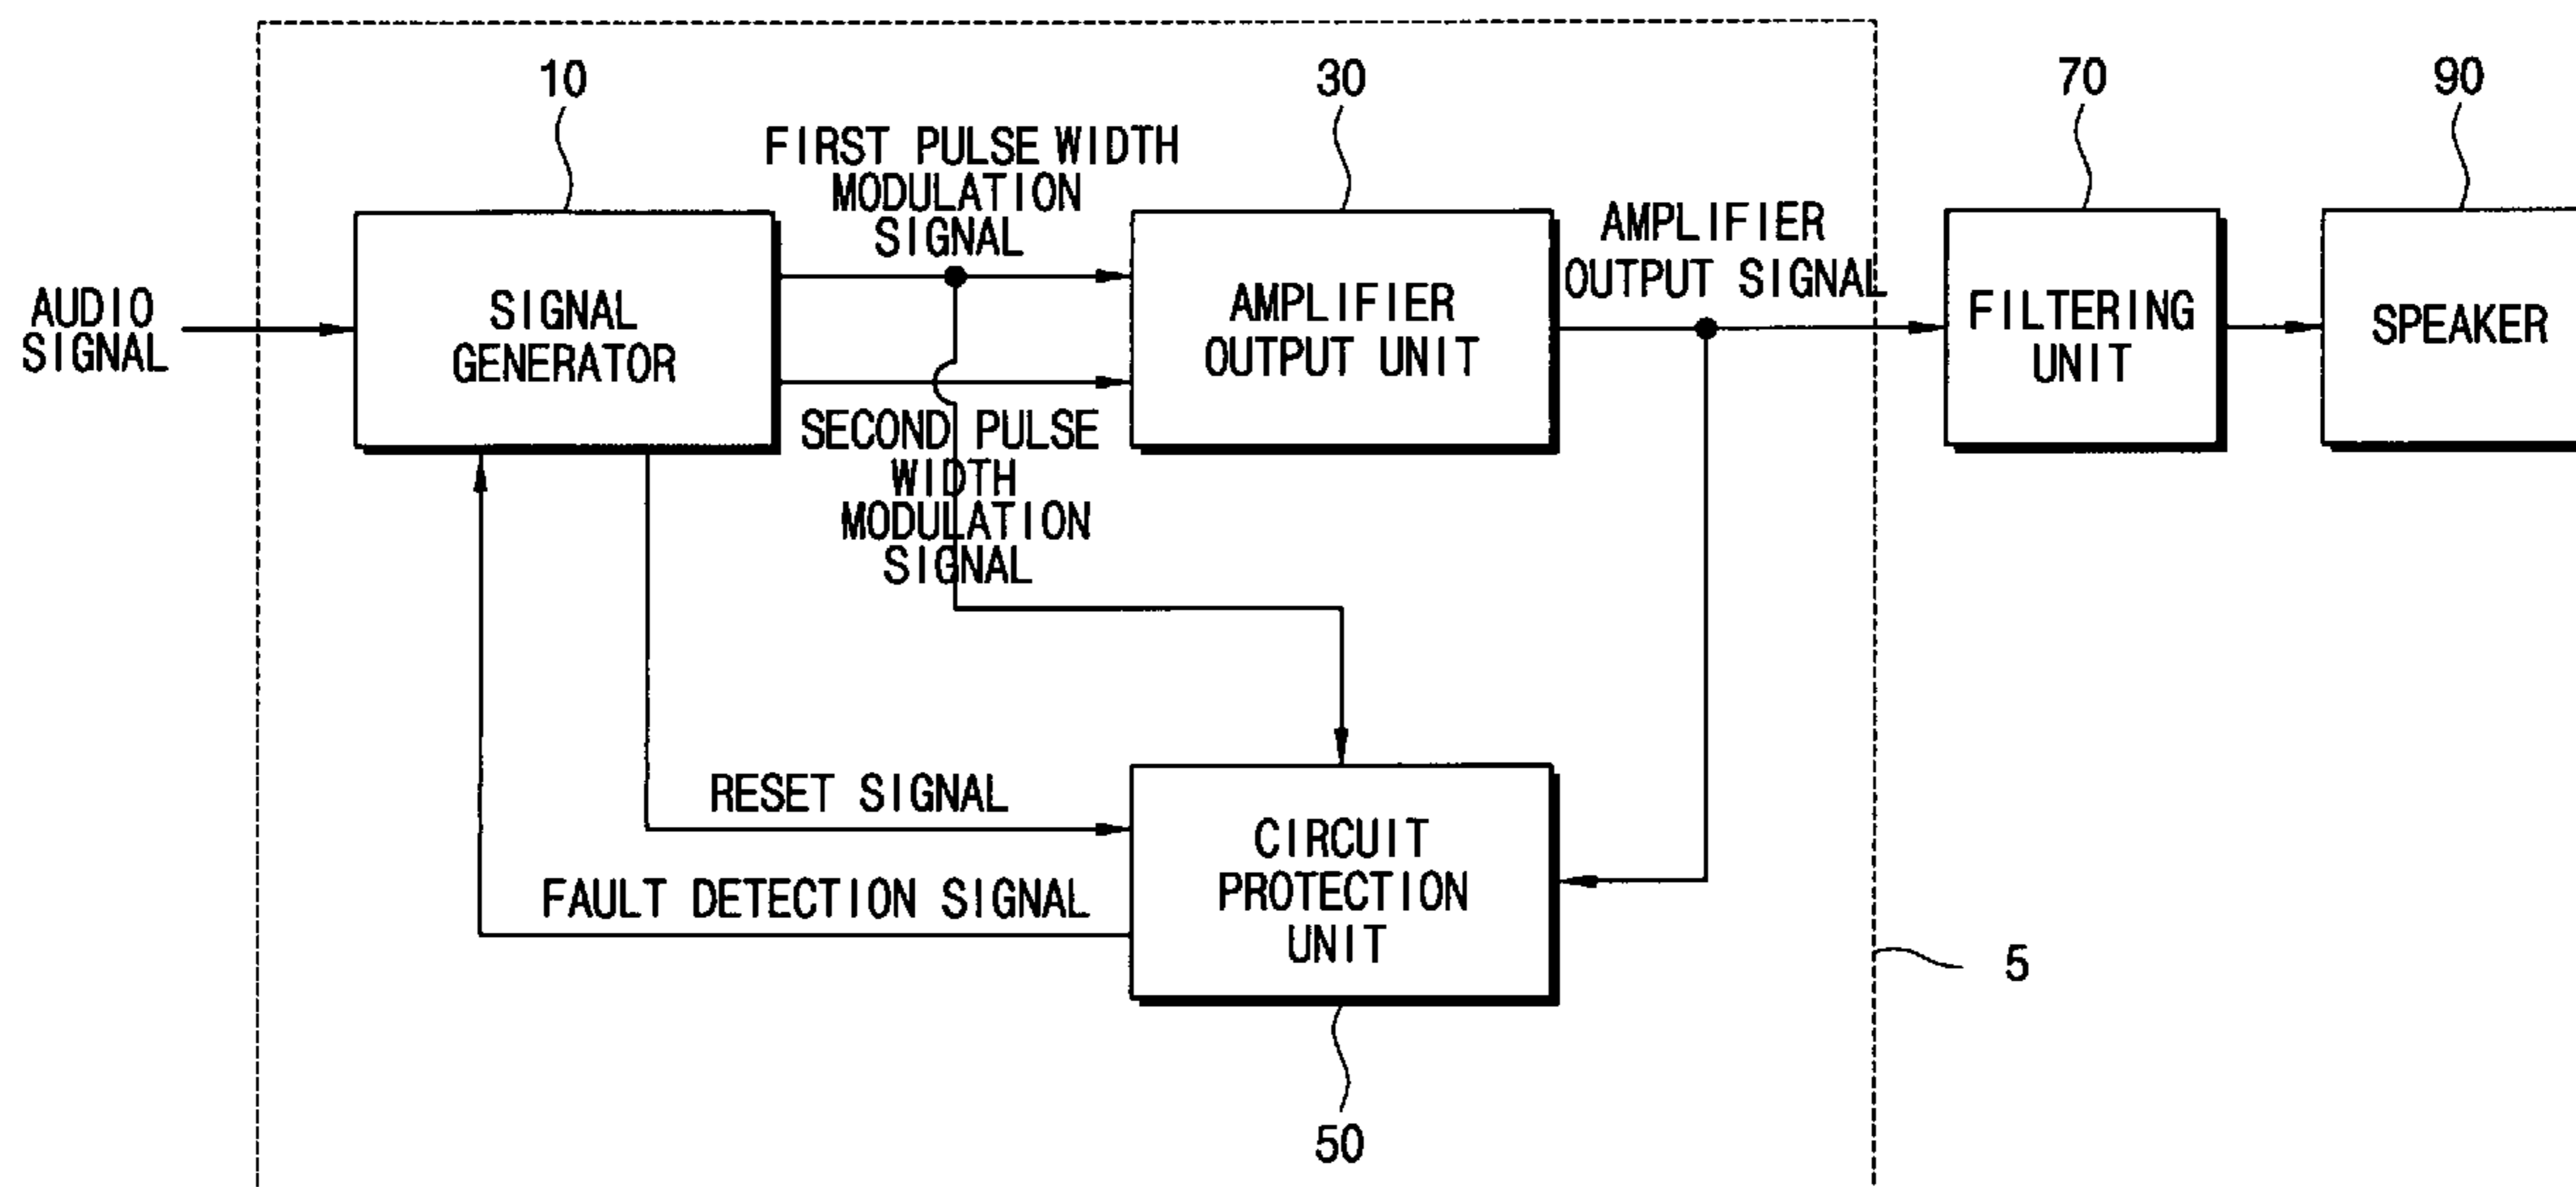 10
30
70
90
FIRST PULSE WIDTH
MODULATION
SIGNAL
AMPLIFIER
OUTPUT SIGNAL
AUDIO
SIGNAL
SIGNAL
GENERATOR
AMPLIFIER
OUTPUT UNIT
FILTERING
UNIT
SPEAKER
SECOND PULSE
WIDTH
MODULATION
SIGNAL
RESET SIGNAL
FAULT DETECTION SIGNAL
CIRCUIT
PROTECTION
UNIT
5
50